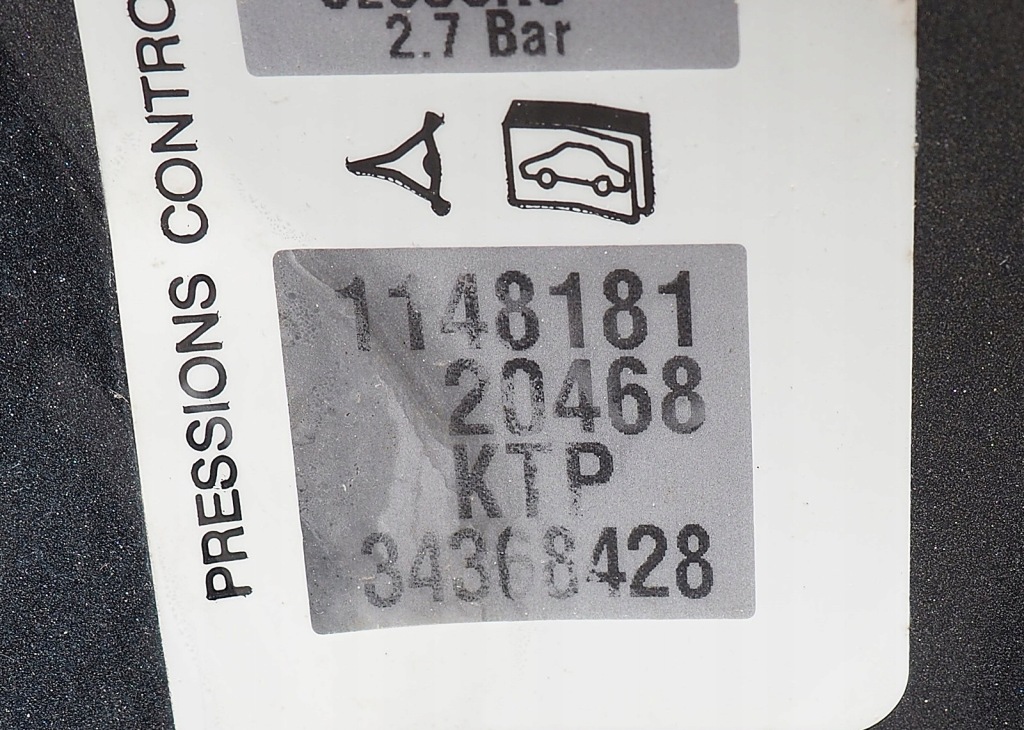 2.7 Bar
PRESSIONS CONTRO
1148181
20468
KTP
34368428